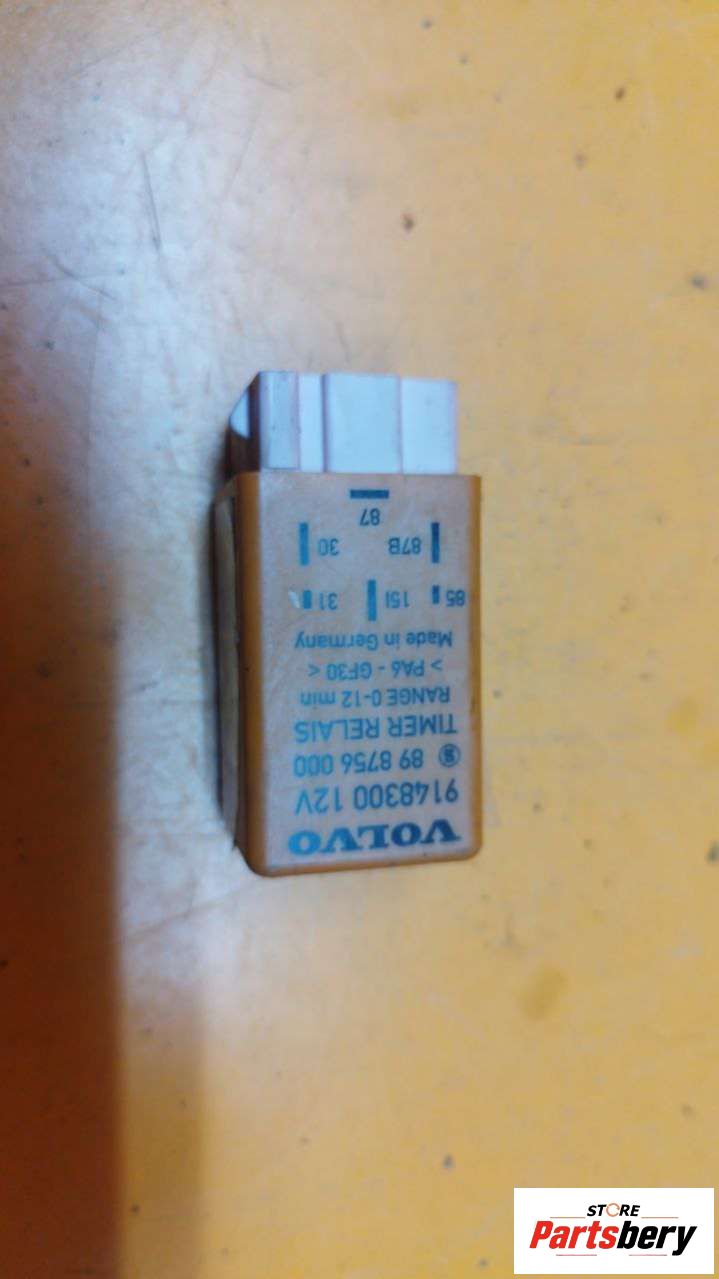 VOLVO
9148300 12V
S 89 8756 000
TIMER RELAIS
RANGE 0-12 min
> PA6 - GF30 <
Made in Germany
85 15I 31
87B 30
87
STORE
Partsbery